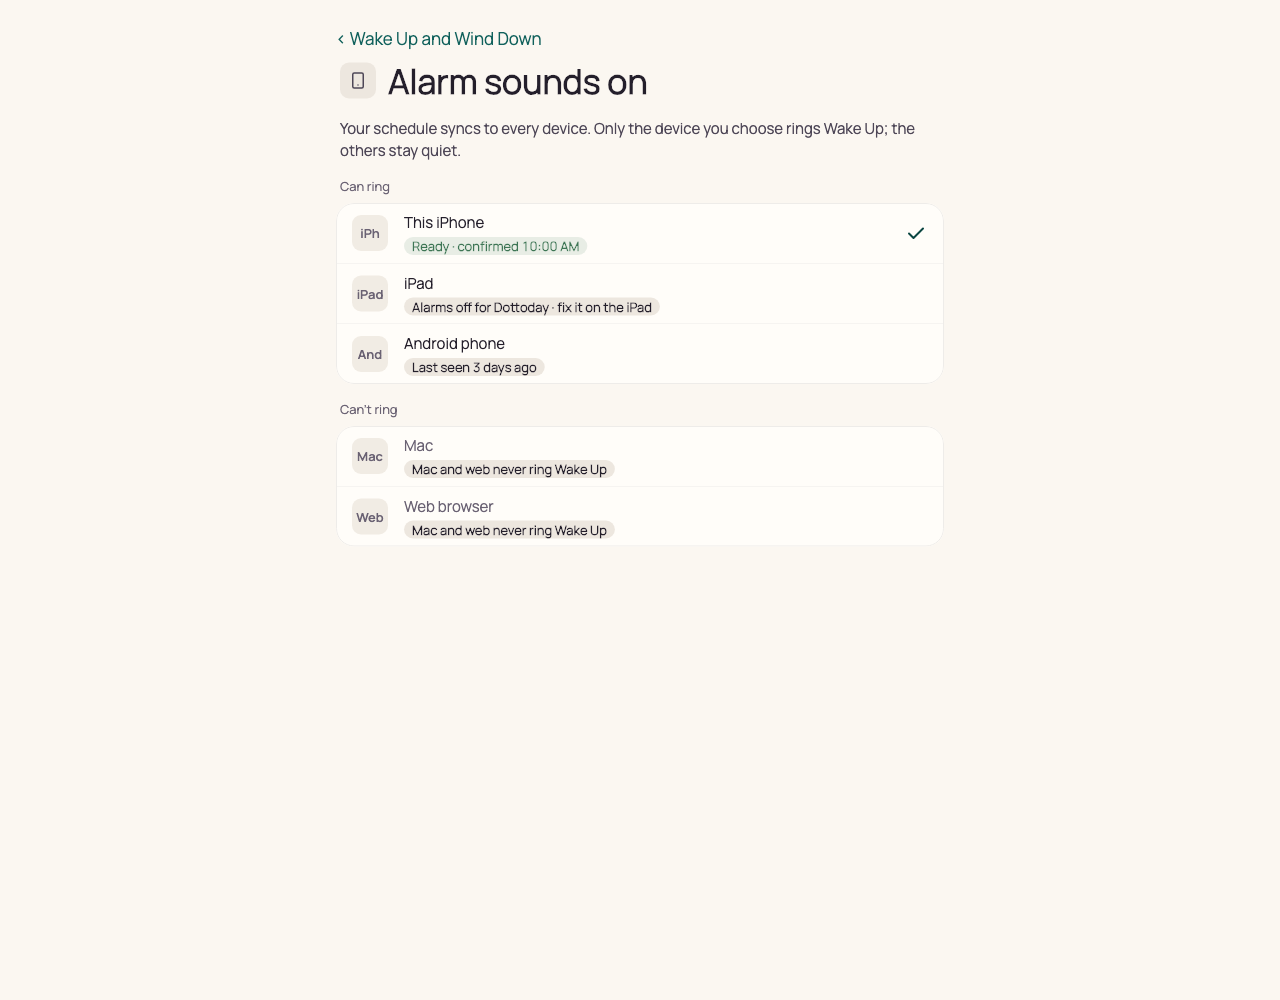 ‹ Wake Up and Wind Down
Alarm sounds on
Your schedule syncs to every device. Only the device you choose rings Wake Up; the
others stay quiet.
Can ring
iPh
This iPhone
Ready · confirmed 10:00 AM
iPad
iPad
Alarms off for Dottoday · fix it on the iPad
And
Android phone
Last seen 3 days ago
Can't ring
Mac
Mac
Mac and web never ring Wake Up
Web
Web browser
Mac and web never ring Wake Up